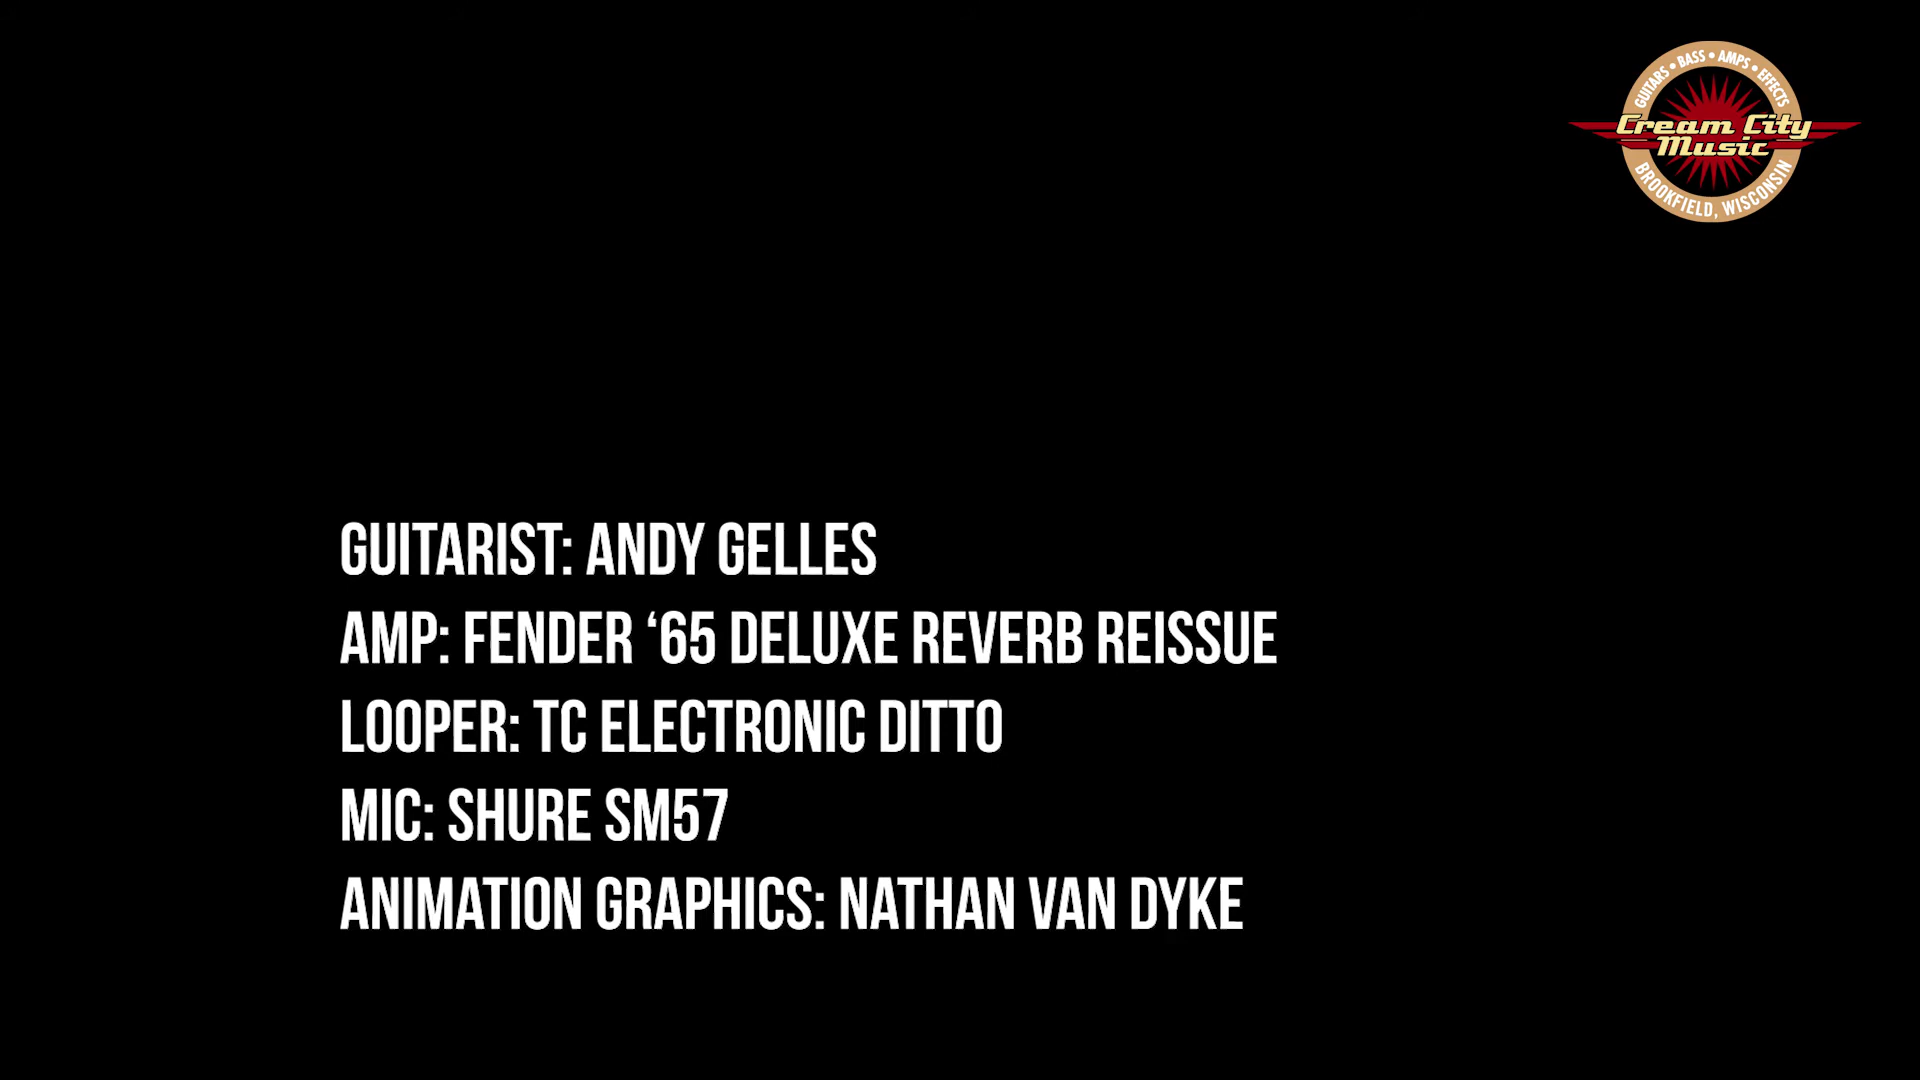 GUITARS • BASS • AMPS • EFFECTS
Cream City
Music
BROOKFIELD, WISCONSIN
GUITARIST: ANDY GELLES
AMP: FENDER ‘65 DELUXE REVERB REISSUE
LOOPER: TC ELECTRONIC DITTO
MIC: SHURE SM57
ANIMATION GRAPHICS: NATHAN VAN DYKE